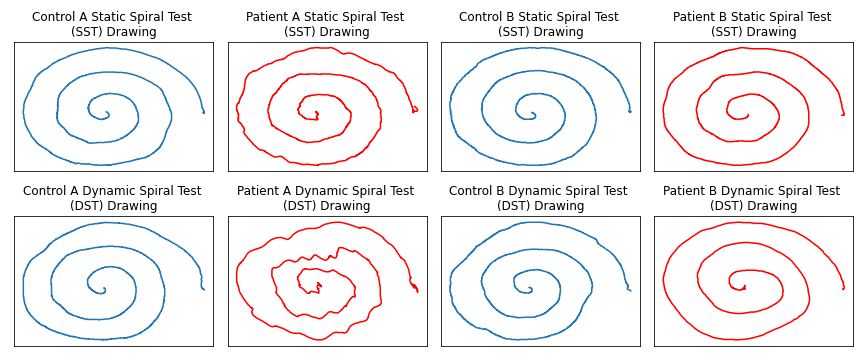 Control A Static Spiral Test
(SST) Drawing
Patient A Static Spiral Test
(SST) Drawing
Control B Static Spiral Test
(SST) Drawing
Patient B Static Spiral Test
(SST) Drawing
Control A Dynamic Spiral Test
(DST) Drawing
Patient A Dynamic Spiral Test
(DST) Drawing
Control B Dynamic Spiral Test
(DST) Drawing
Patient B Dynamic Spiral Test
(DST) Drawing